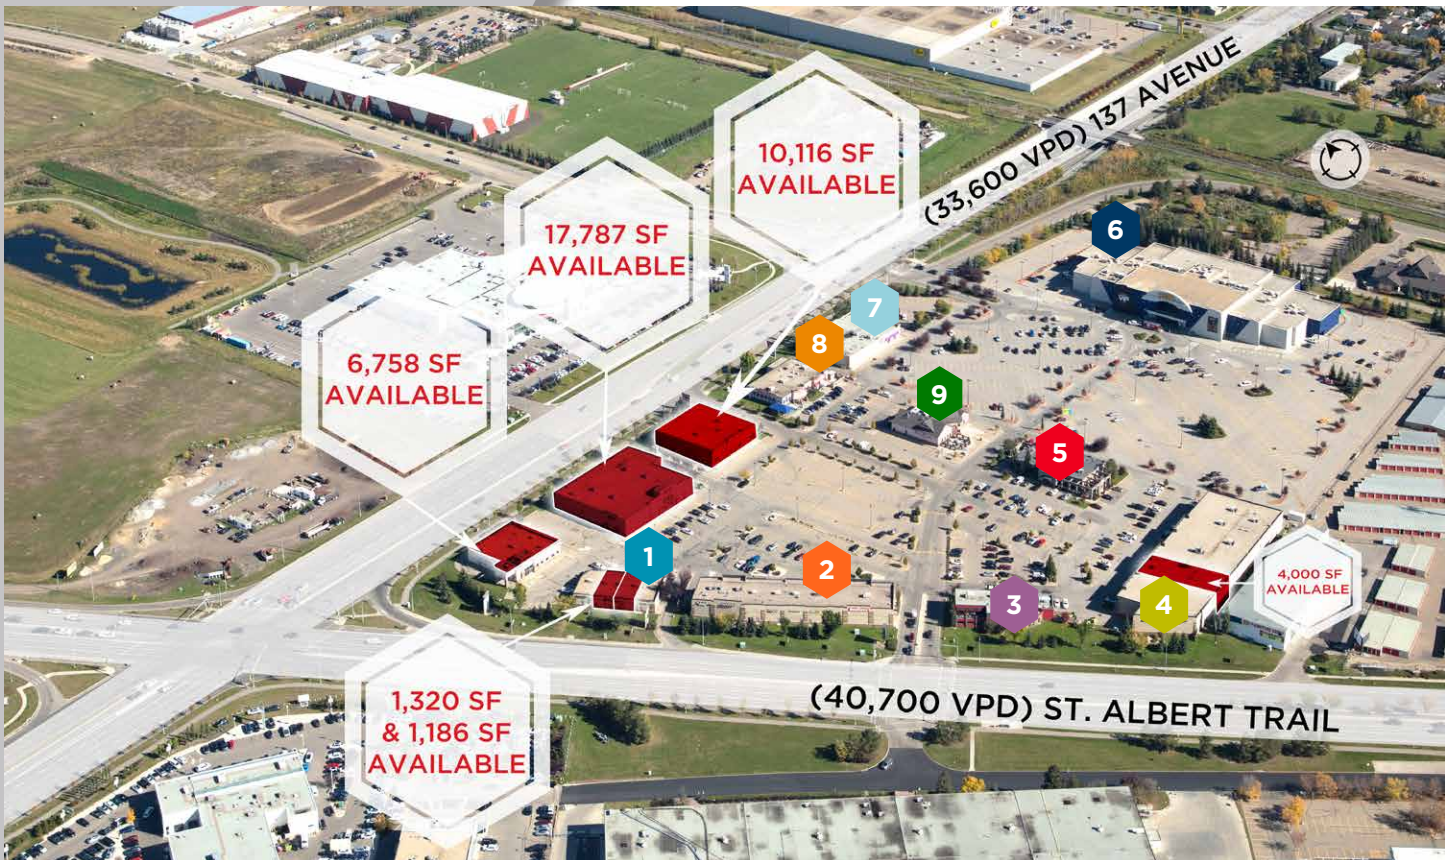 10,116 SF
AVAILABLE
(33,600 VPD) 137 AVENUE
17,787 SF
AVAILABLE
6,758 SF
AVAILABLE
6
7
8
9
5
1
2
3
4
4,000 SF
AVAILABLE
1,320 SF
& 1,186 SF
AVAILABLE
(40,700 VPD) ST. ALBERT TRAIL